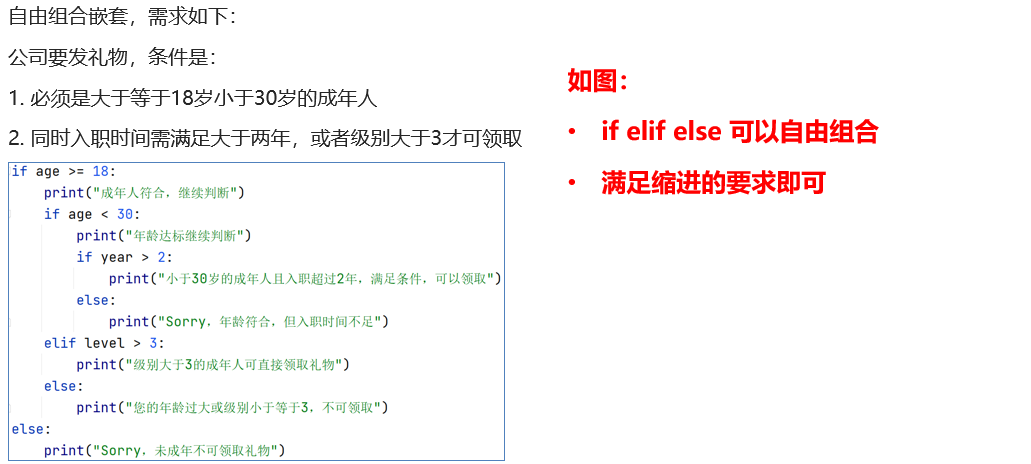 自由组合嵌套，需求如下：
公司要发礼物，条件是：
1. 必须是大于等于18岁小于30岁的成年人
2. 同时入职时间需满足大于两年，或者级别大于3才可领取
if age >= 18:
    print("成年人符合，继续判断")
    if age < 30:
        print("年龄达标继续判断")
        if year > 2:
            print("小于30岁的成年人且入职超过2年，满足条件，可以领取")
        else:
            print("Sorry，年龄符合，但入职时间不足")
    elif level > 3:
        print("级别大于3的成年人可直接领取礼物")
    else:
        print("您的年龄过大或级别小于等于3，不可领取")
else:
    print("Sorry，未成年不可领取礼物")
如图：
• if elif else 可以自由组合
• 满足缩进的要求即可